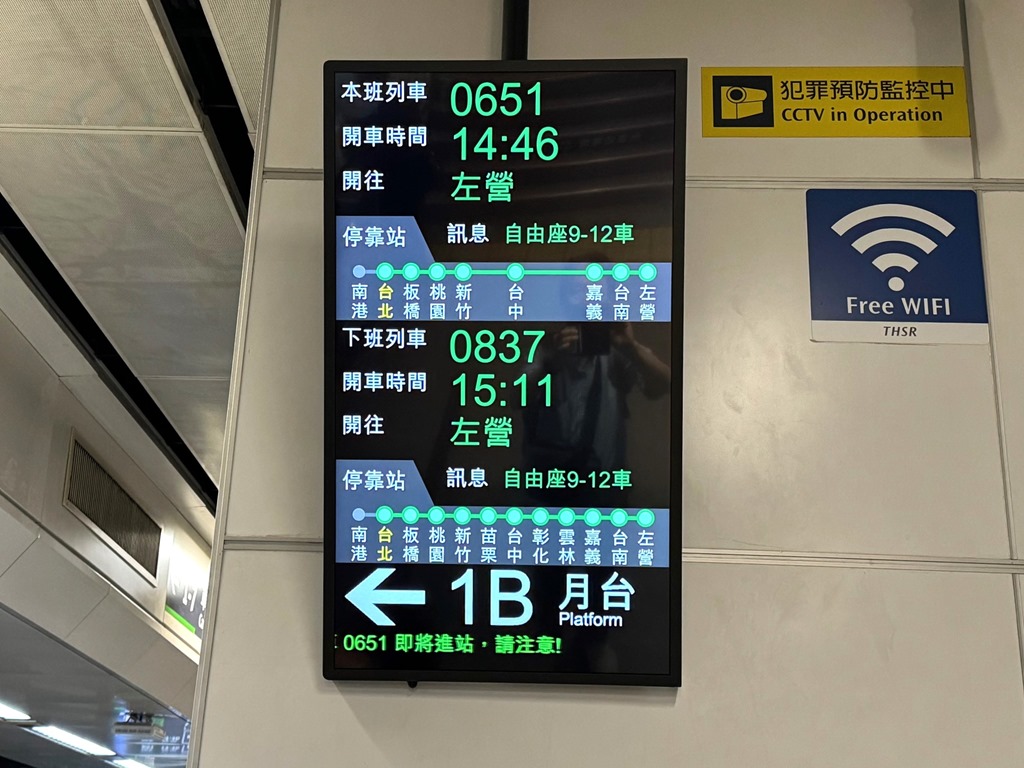 本班列車 0651
開車時間 14:46
開往 左營
停靠站 訊息 自由座9-12車
南港 台北 板橋 桃園 新竹 台中 嘉義 台南 左營
下班列車 0837
開車時間 15:11
開往 左營
停靠站 訊息 自由座9-12車
南港 台北 板橋 桃園 新竹 苗栗 台中 彰化 雲林 嘉義 台南 左營
← 1B 月台
Platform
0651 即將進站，請注意!
犯罪預防監控中
CCTV in Operation
Free WIFI
THSR